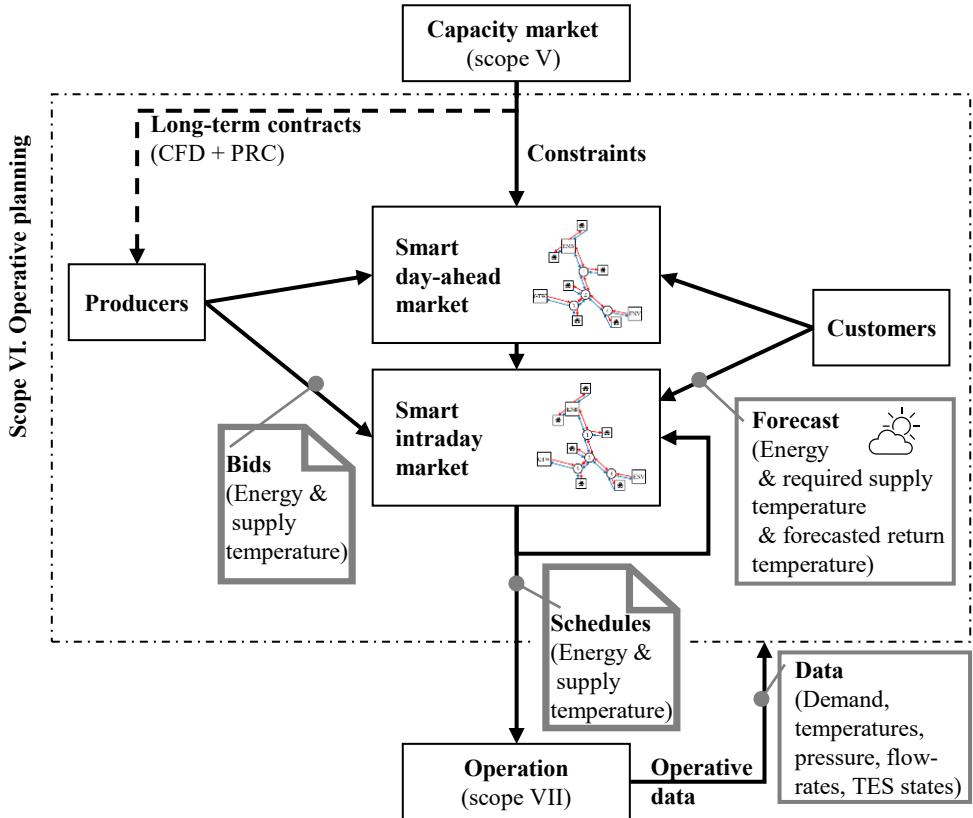 Capacity market
(scope V)
Long-term contracts
(CFD + PRC)
Constraints
Scope VI. Operative planning
Smart
day-ahead
market
Producers
Customers
Smart
intraday
market
Bids
(Energy &
supply
temperature)
Forecast
(Energy
& required supply
temperature
& forecasted return
temperature)
Schedules
(Energy &
supply
temperature)
Data
(Demand,
temperatures,
pressure, flow-
rates, TES states)
Operation
(scope VII)
Operative
data